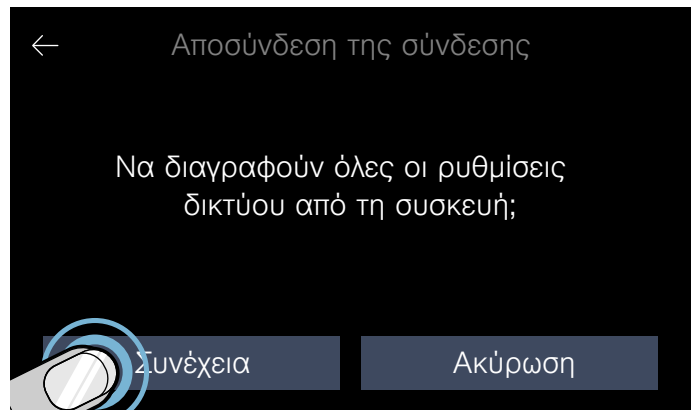 Αποσύνδεση της σύνδεσης
Να διαγραφούν όλες οι ρυθμίσεις
δικτύου από τη συσκευή;
Συνέχεια
Ακύρωση